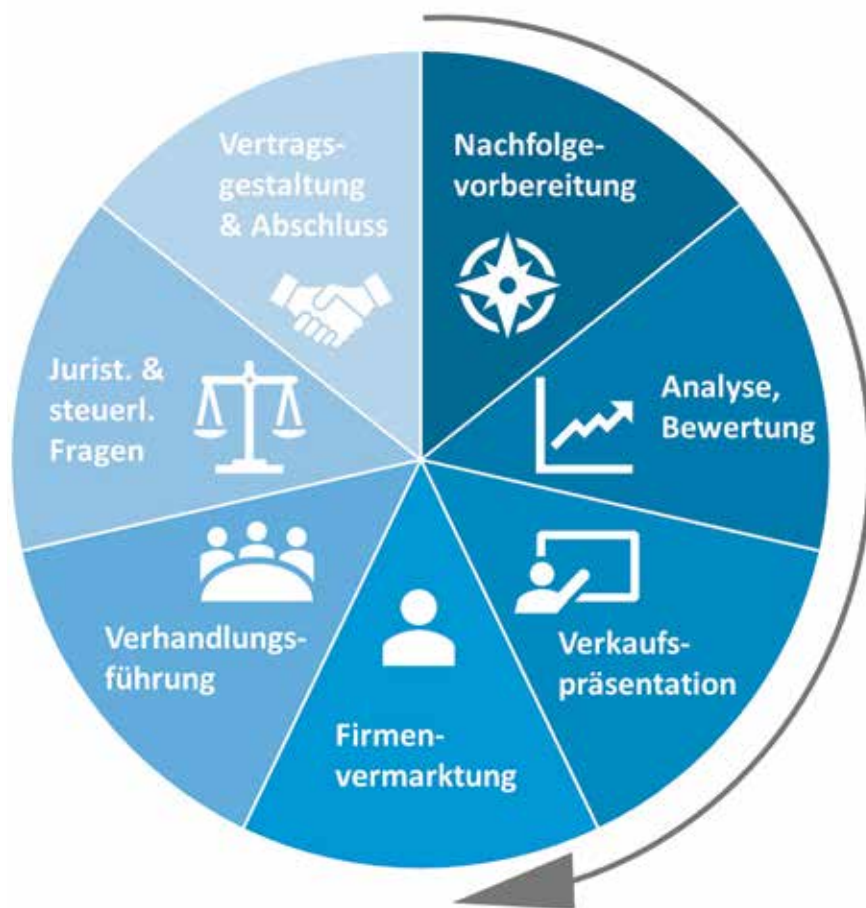 Nachfolge-
vorbereitung
Analyse,
Bewertung
Verkaufs-
präsentation
Firmen-
vermarktung
Verhandlungs-
führung
Jurist. &
steuerl.
Fragen
Vertrags-
gestaltung
& Abschluss